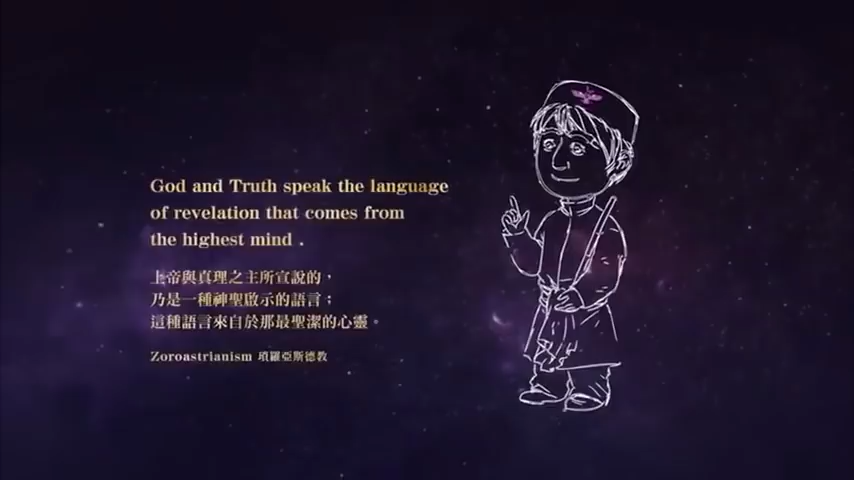 God and Truth speak the language
of revelation that comes from
the highest mind .
上帝與真理之主所宣說的，
乃是一種神聖啟示的語言；
這種語言來自於那最聖潔的心靈。
Zoroastrianism 瑣羅亞斯德教